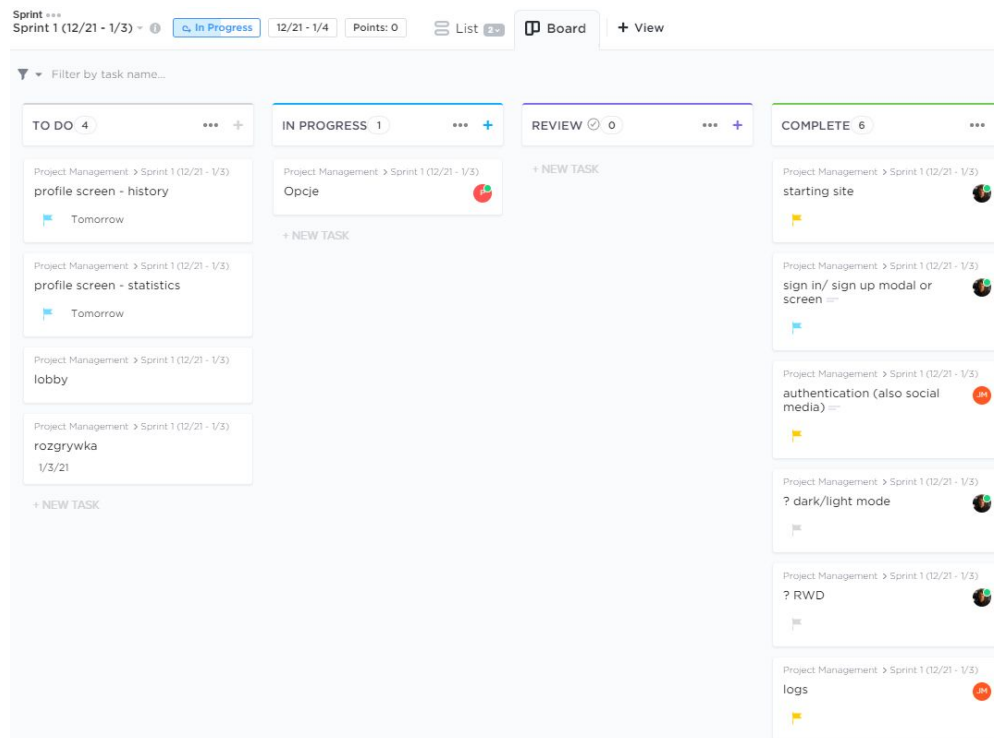 Sprint
Sprint 1 (12/21 - 1/3)
In Progress
12/21 - 1/4
Points: 0
List 2
Board
+ View
Filter by task name...
TO DO 4
Project Management > Sprint 1 (12/21 - 1/3)
profile screen - history
Tomorrow
Project Management > Sprint 1 (12/21 - 1/3)
profile screen - statistics
Tomorrow
Project Management > Sprint 1 (12/21 - 1/3)
lobby
Project Management > Sprint 1 (12/21 - 1/3)
rozgrywka
1/3/21
+ NEW TASK
IN PROGRESS 1
Project Management > Sprint 1 (12/21 - 1/3)
Opcje
+ NEW TASK
REVIEW 0
+ NEW TASK
COMPLETE 6
Project Management > Sprint 1 (12/21 - 1/3)
starting site
Project Management > Sprint 1 (12/21 - 1/3)
sign in/ sign up modal or
screen
Project Management > Sprint 1 (12/21 - 1/3)
authentication (also social
media)
JM
Project Management > Sprint 1 (12/21 - 1/3)
? dark/light mode
Project Management > Sprint 1 (12/21 - 1/3)
? RWD
Project Management > Sprint 1 (12/21 - 1/3)
logs
JM